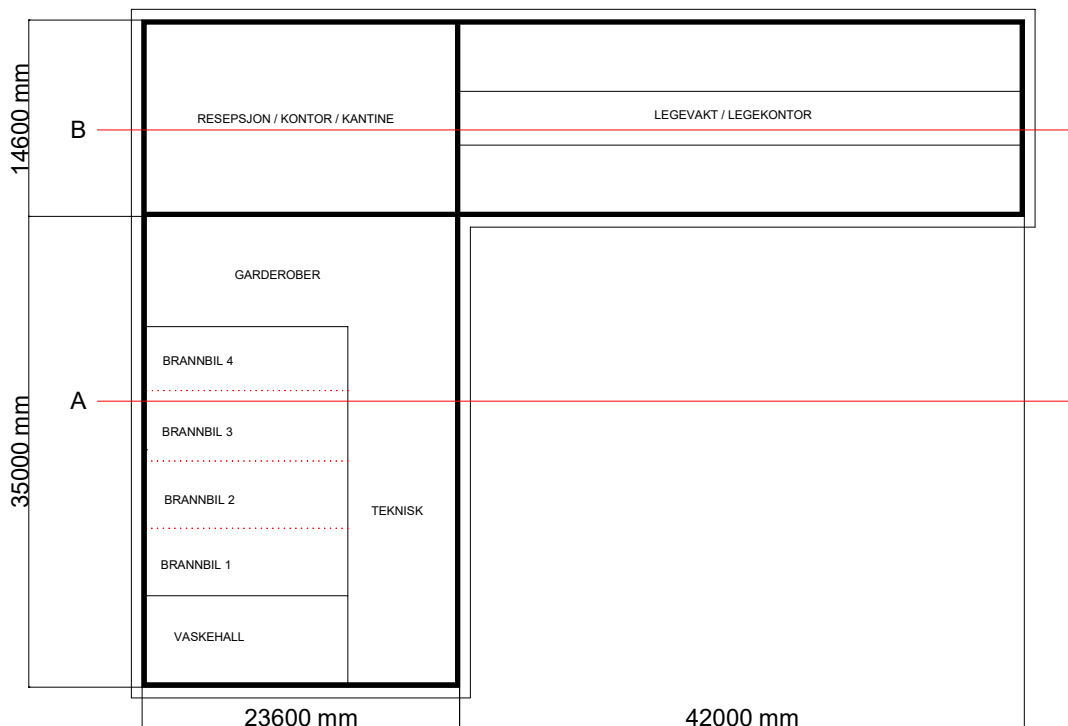 14600 mm
B
RESEPSJON / KONTOR / KANTINE
LEGEVAKT / LEGEKONTOR
GARDEROBER
35000 mm
A
BRANNBIL 4
BRANNBIL 3
BRANNBIL 2
TEKNISK
BRANNBIL 1
VASKEHALL
23600 mm
42000 mm